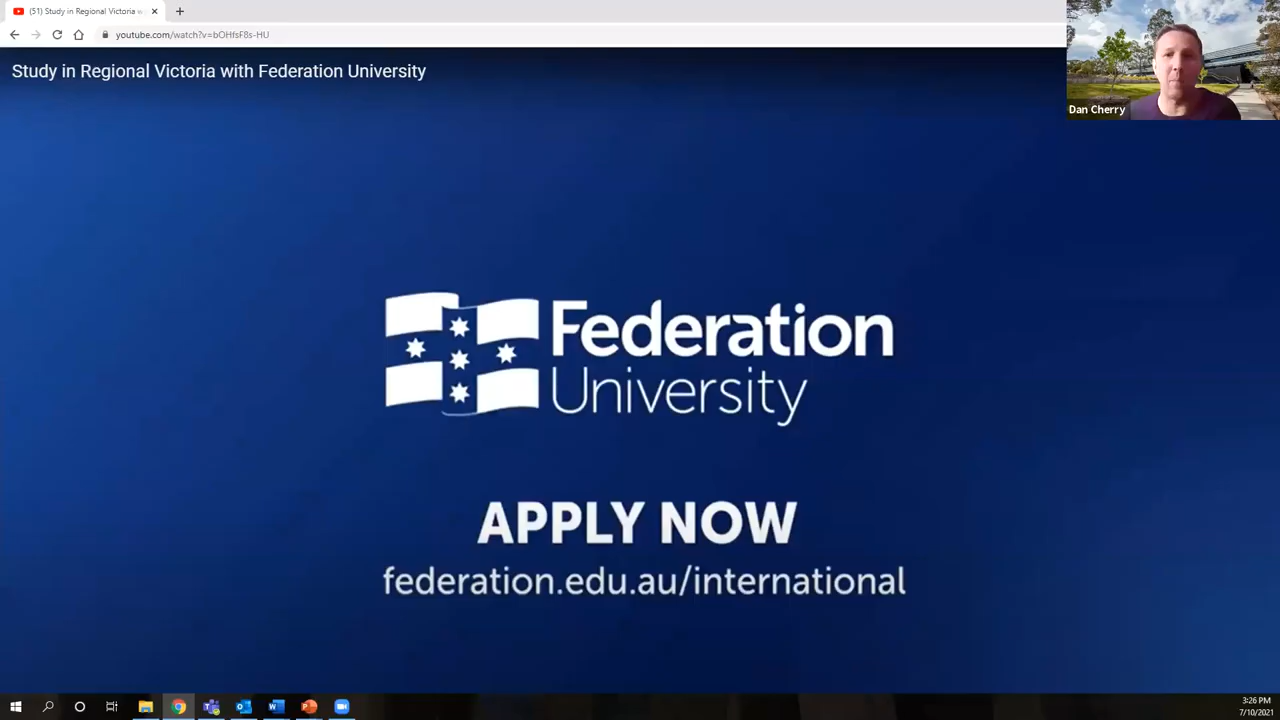 (51) Study in Regional Victoria
youtube.com/watch?v=bOHfsF8s-HU
Study in Regional Victoria with Federation University
Dan Cherry
Federation
University
APPLY NOW
federation.edu.au/international
3:26 PM
7/10/2021